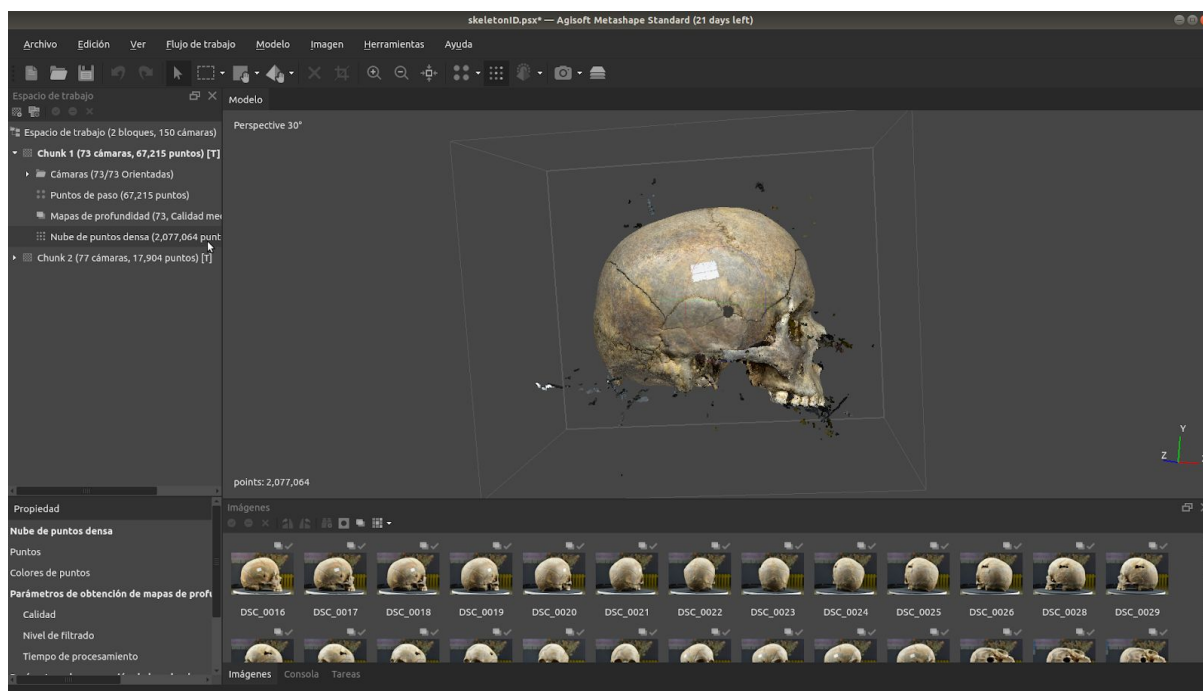 skeletonID.psx* — Agisoft Metashape Standard (21 days left)
Archivo Edición Ver Flujo de trabajo Modelo Imagen Herramientas Ayuda
Espacio de trabajo
Modelo
Espacio de trabajo (2 bloques, 150 cámaras)
Chunk 1 (73 cámaras, 67,215 puntos) [T]
Cámaras (73/73 Orientadas)
Puntos de paso (67,215 puntos)
Mapas de profundidad (73, Calidad me
Nube de puntos densa (2,077,064 punt
Chunk 2 (77 cámaras, 17,904 puntos) [T]
Perspective 30°
Y
Z
points: 2,077,064
Propiedad
Nube de puntos densa
Puntos
Colores de puntos
Parámetros de obtención de mapas de profu
Calidad
Nivel de filtrado
Tiempo de procesamiento
Imágenes
DSC_0016 DSC_0017 DSC_0018 DSC_0019 DSC_0020 DSC_0021 DSC_0022 DSC_0023 DSC_0024 DSC_0025 DSC_0026 DSC_0028 DSC_0029
Imágenes Consola Tareas